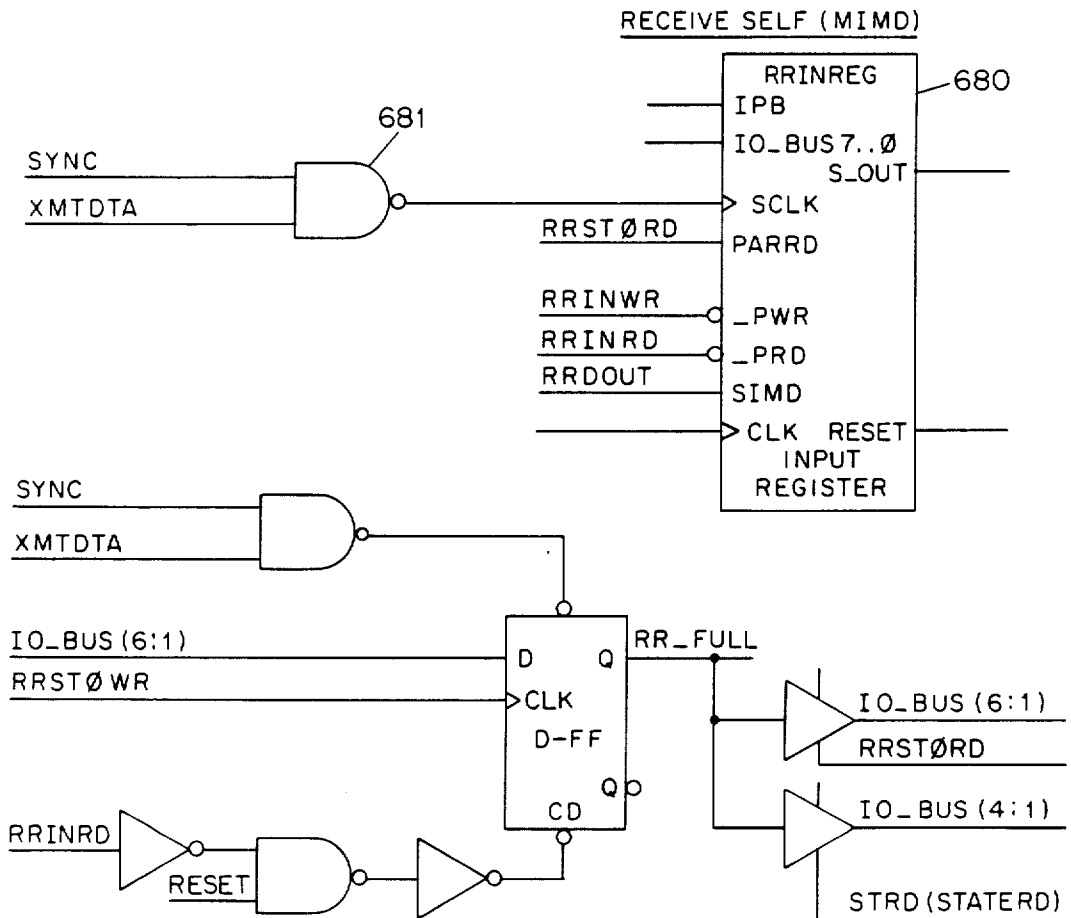 RECEIVE SELF (MIMD)
RRINREG
680
IPB
681
IO_BUS 7..Ø
SYNC
S_OUT
XMTDTA
SCLK
RRSTØRD
PARRD
RRINWR
_PWR
RRINRD
_PRD
RRDOUT
SIMD
CLK RESET
INPUT
REGISTER
SYNC
XMTDTA
IO_BUS (6:1)
D Q
RR_FULL
RRSTØWR
CLK
IO_BUS (6:1)
D-FF
RRSTØRD
Q
CD
IO_BUS (4:1)
RRINRD
RESET
STRD (STATERD)